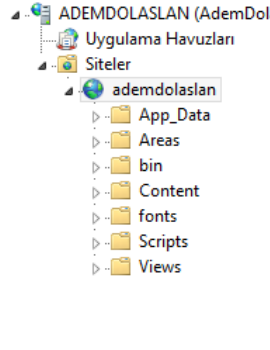 ADEMDOLASLAN (AdemDol
Uygulama Havuzları
Siteler
ademdolaslan
App_Data
Areas
bin
Content
fonts
Scripts
Views